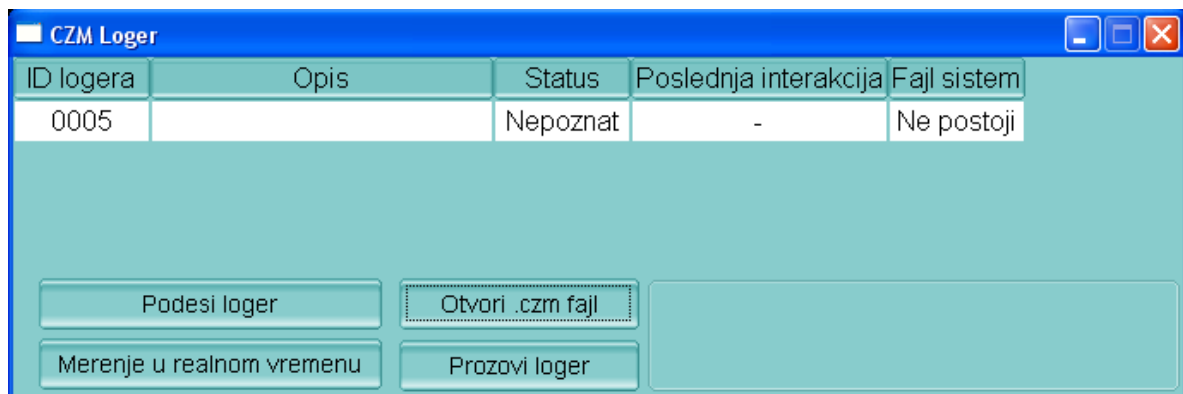 CZM Loger
ID logera Opis Status Poslednja interakcija Fajl sistem
0005 Nepoznat - Ne postoji
Podesi loger Otvori .czm fajl
Merenje u realnom vremenu Prozovi loger